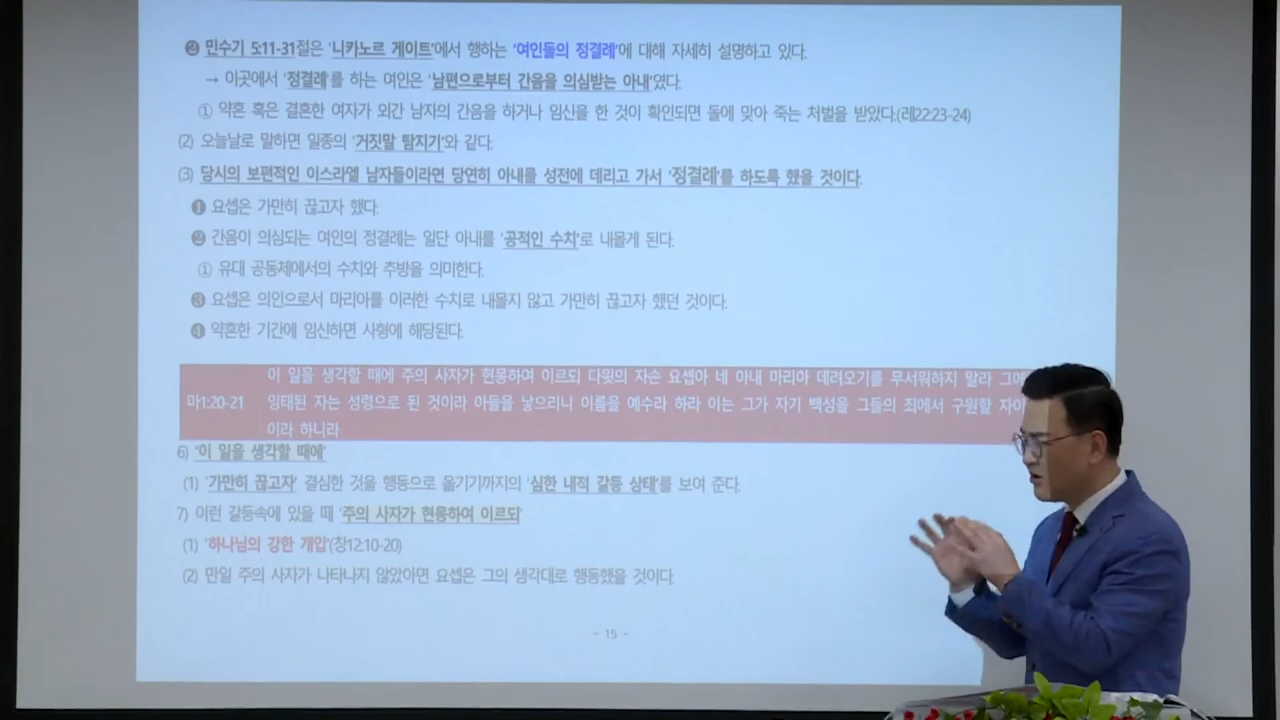 ❷ 민수기 5:11-31절은 '니카노르 게이트'에서 행하는 '여인들의 정결례'에 대해 자세히 설명하고 있다.
→ 이곳에서 '정결례'를 하는 여인은 '남편으로부터 간음을 의심받는 아내'였다.
① 약혼 혹은 결혼한 여자가 외간 남자의 간음을 하거나 임신을 한 것이 확인되면 돌에 맞아 죽는 처벌을 받았다.(레22:23-24)
(2) 오늘날로 말하면 일종의 '거짓말 탐지기'와 같다.
(3) 당시의 보편적인 이스라엘 남자들이라면 당연히 아내를 성전에 데리고 가서 '정결례'를 하도록 했을 것이다.
❶ 요셉은 가만히 끊고자 했다.
❷ 간음이 의심되는 여인의 정결례는 일단 아내를 '공적인 수치'로 내몰게 된다.
① 유대 공동체에서의 수치와 추방을 의미한다.
❸ 요셉은 의인으로서 마리아를 이러한 수치로 내몰지 않고 가만히 끊고자 했던 것이다.
❹ 약혼한 기간에 임신하면 사형에 해당된다.
이 일을 생각할 때에 주의 사자가 현몽하여 이르되 다윗의 자손 요셉아 네 아내 마리아 데려오기를 무서워하지 말라 그에
마1:20-21 잉태된 자는 성령으로 된 것이라 아들을 낳으리니 이름을 예수라 하라 이는 그가 자기 백성을 그들의 죄에서 구원할 자이
이라 하니라
6) '이 일을 생각할 때에'
(1) '가만히 끊고자' 결심한 것을 행동으로 옮기기까지의 '심한 내적 갈등 상태'를 보여 준다.
7) 이런 갈등속에 있을 때 '주의 사자가 현몽하여 이르되'
(1) '하나님의 강한 개입'(창12:10-20)
(2) 만일 주의 사자가 나타나지 않았아면 요셉은 그의 생각대로 행동했을 것이다.
- 15 -